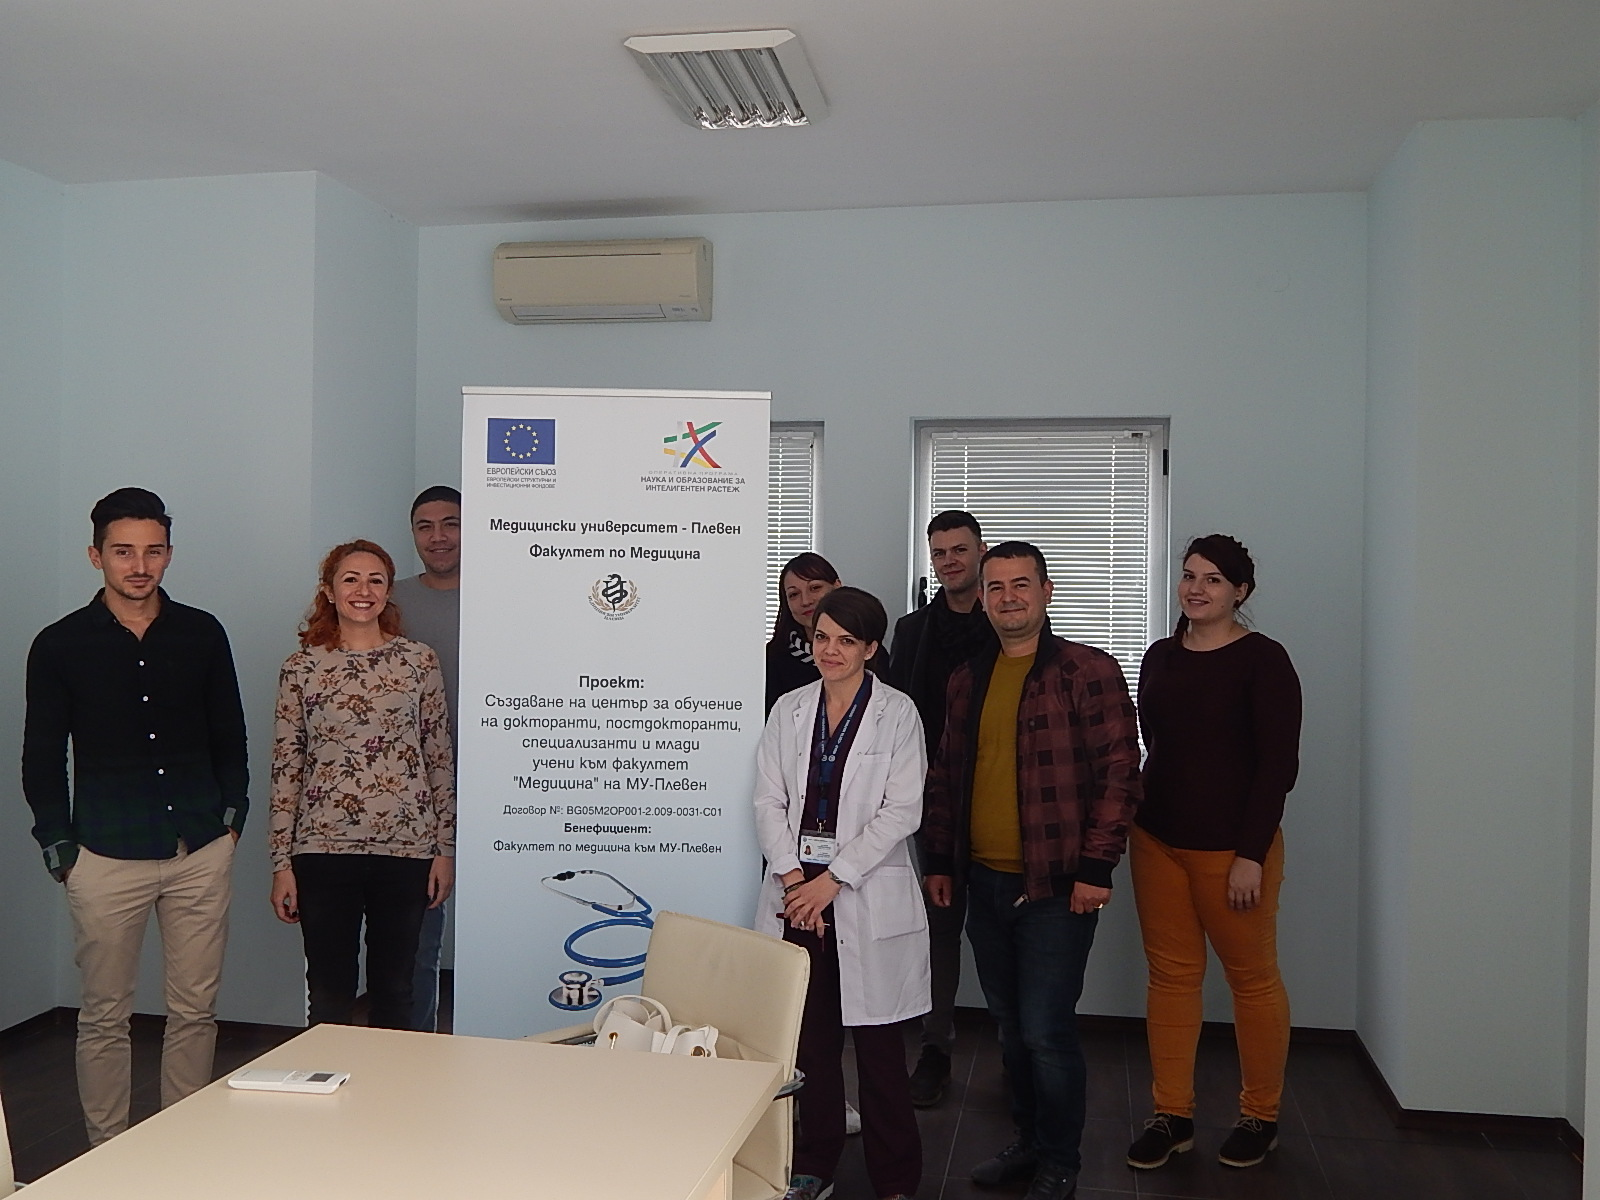 ЕВРОПЕЙСКИ СЪЮЗ
ЕВРОПЕЙСКИ СТРУКТУРНИ И
ИНВЕСТИЦИОННИ ФОНДОВЕ
ОПЕРАТИВНА ПРОГРАМА
НАУКА И ОБРАЗОВАНИЕ ЗА
ИНТЕЛИГЕНТЕН РАСТЕЖ
Медицински университет - Плевен
Факултет по Медицина
Проект:
Създаване на център за обучение
на докторанти, постдокторанти,
специализанти и млади
учени към факултет
"Медицина" на МУ-Плевен
Договор №: BG05M2OP001-2.009-0031-C01
Бенефициент:
Факултет по медицина към МУ-Плевен